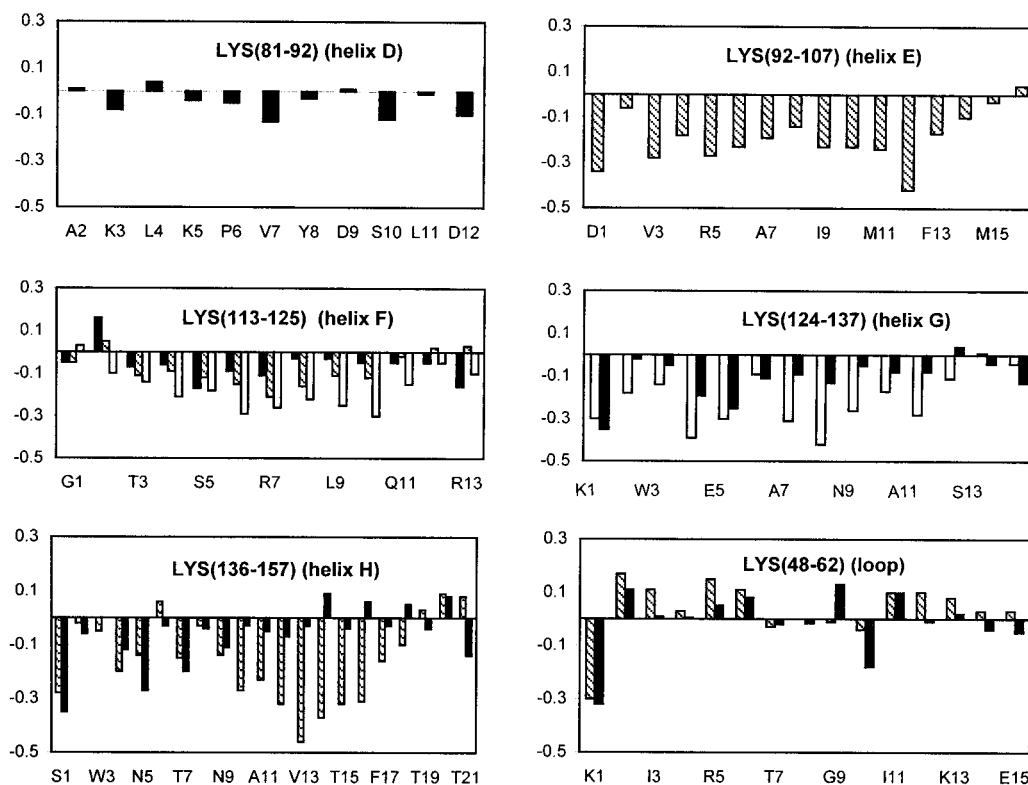 0.3
LYS(81-92) (helix D)
0.1
-0.1
-0.3
-0.5
A2 K3 L4 K5 P6 V7 Y8 D9 S10 L11 D12
0.3
LYS(92-107) (helix E)
0.1
-0.1
-0.3
-0.5
D1 V3 R5 A7 I9 M11 F13 M15
0.3
LYS(113-125) (helix F)
0.1
-0.1
-0.3
-0.5
G1 T3 S5 R7 L9 Q11 R13
0.3
LYS(124-137) (helix G)
0.1
-0.1
-0.3
-0.5
K1 W3 E5 A7 N9 A11 S13
0.3
LYS(136-157) (helix H)
0.1
-0.1
-0.3
-0.5
S1 W3 N5 T7 N9 A11 V13 T15 F17 T19 T21
0.3
LYS(48-62) (loop)
0.1
-0.1
-0.3
-0.5
K1 I3 R5 T7 G9 I11 K13 E15